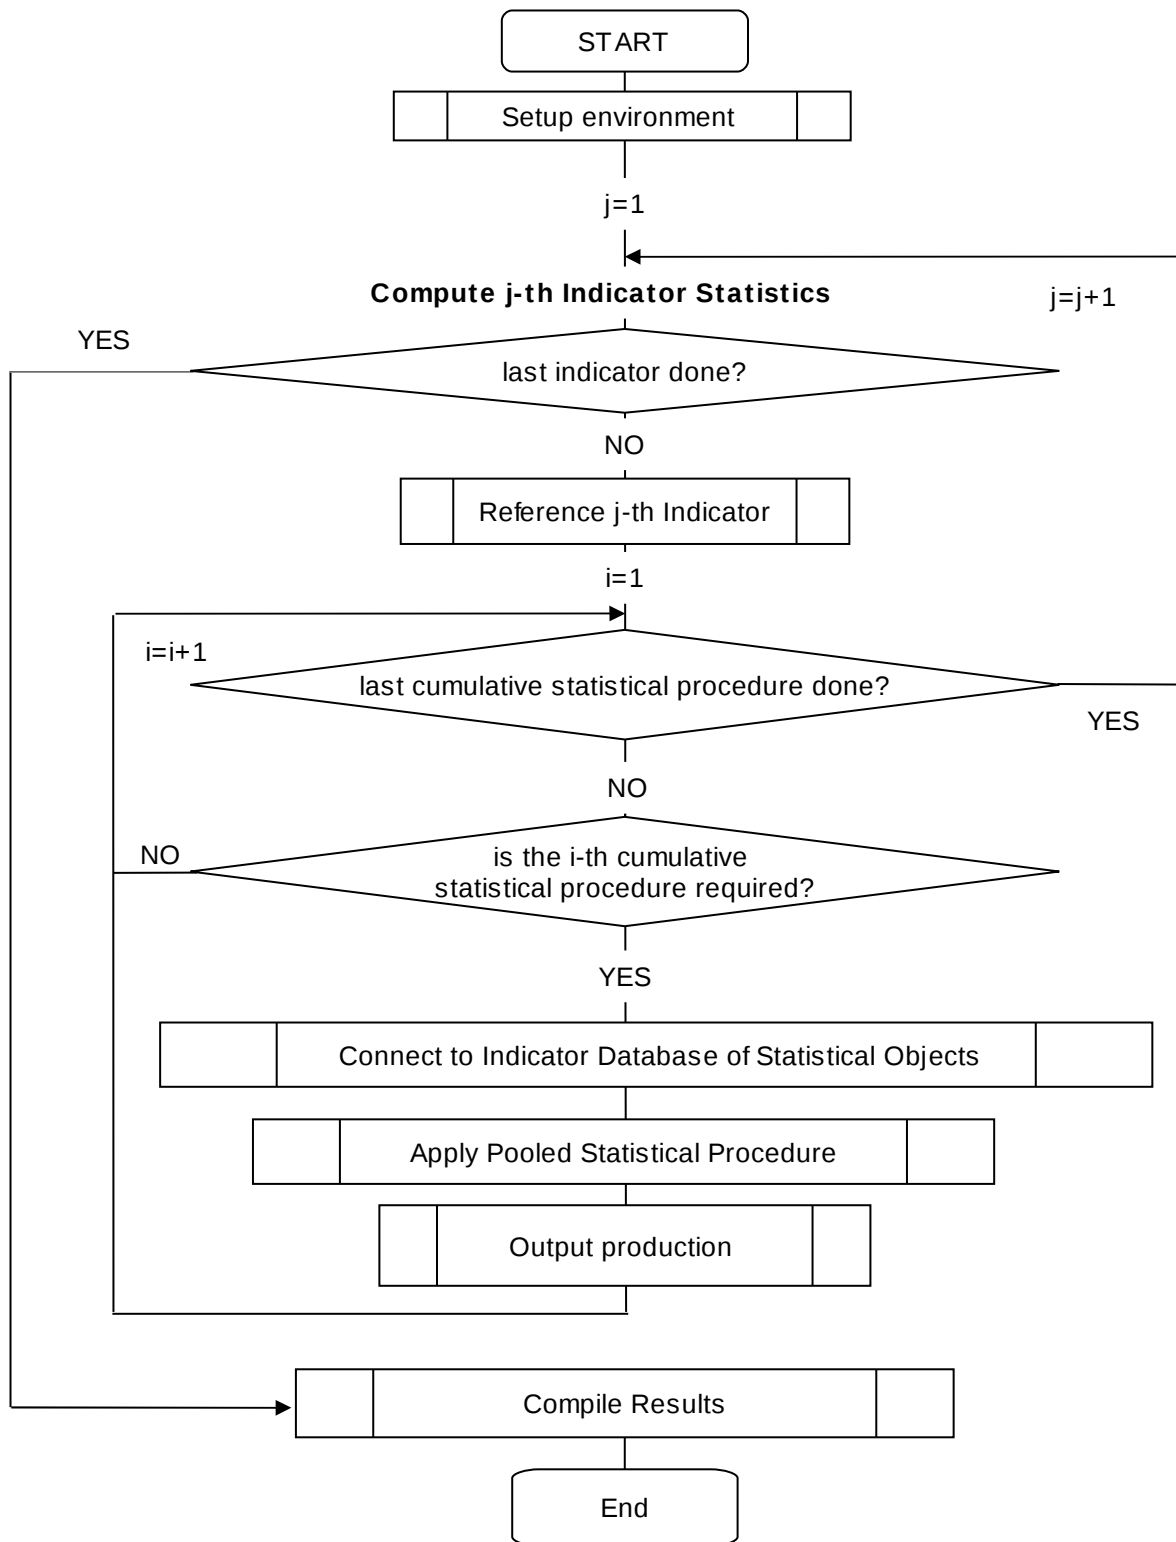 START
Setup environment
j=1
Compute j-th Indicator Statistics
j=j+1
YES
last indicator done?
NO
Reference j-th Indicator
i=1
i=i+1
last cumulative statistical procedure done?
YES
NO
NO
is the i-th cumulative
statistical procedure required?
YES
Connect to Indicator Database of Statistical Objects
Apply Pooled Statistical Procedure
Output production
Compile Results
End